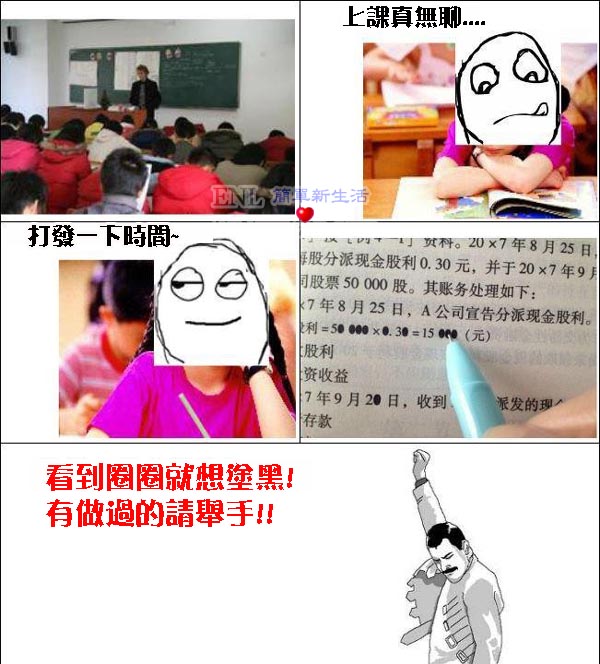 上課真無聊....
ENL 簡單新生活
打發一下時間~
资料。20×7年8月25日,
每股分派现金股利0.30元,并于20×7年9月
司股票50 000股。其账务处理如下:
×7年8月25日,A公司宣告分派现金股利。
股利=50 000×0.30=15 000(元)
股利
资收益
×7年9月20日,收到
派发的现金
存款
看到圈圈就想塗黑!
有做過的請舉手!!